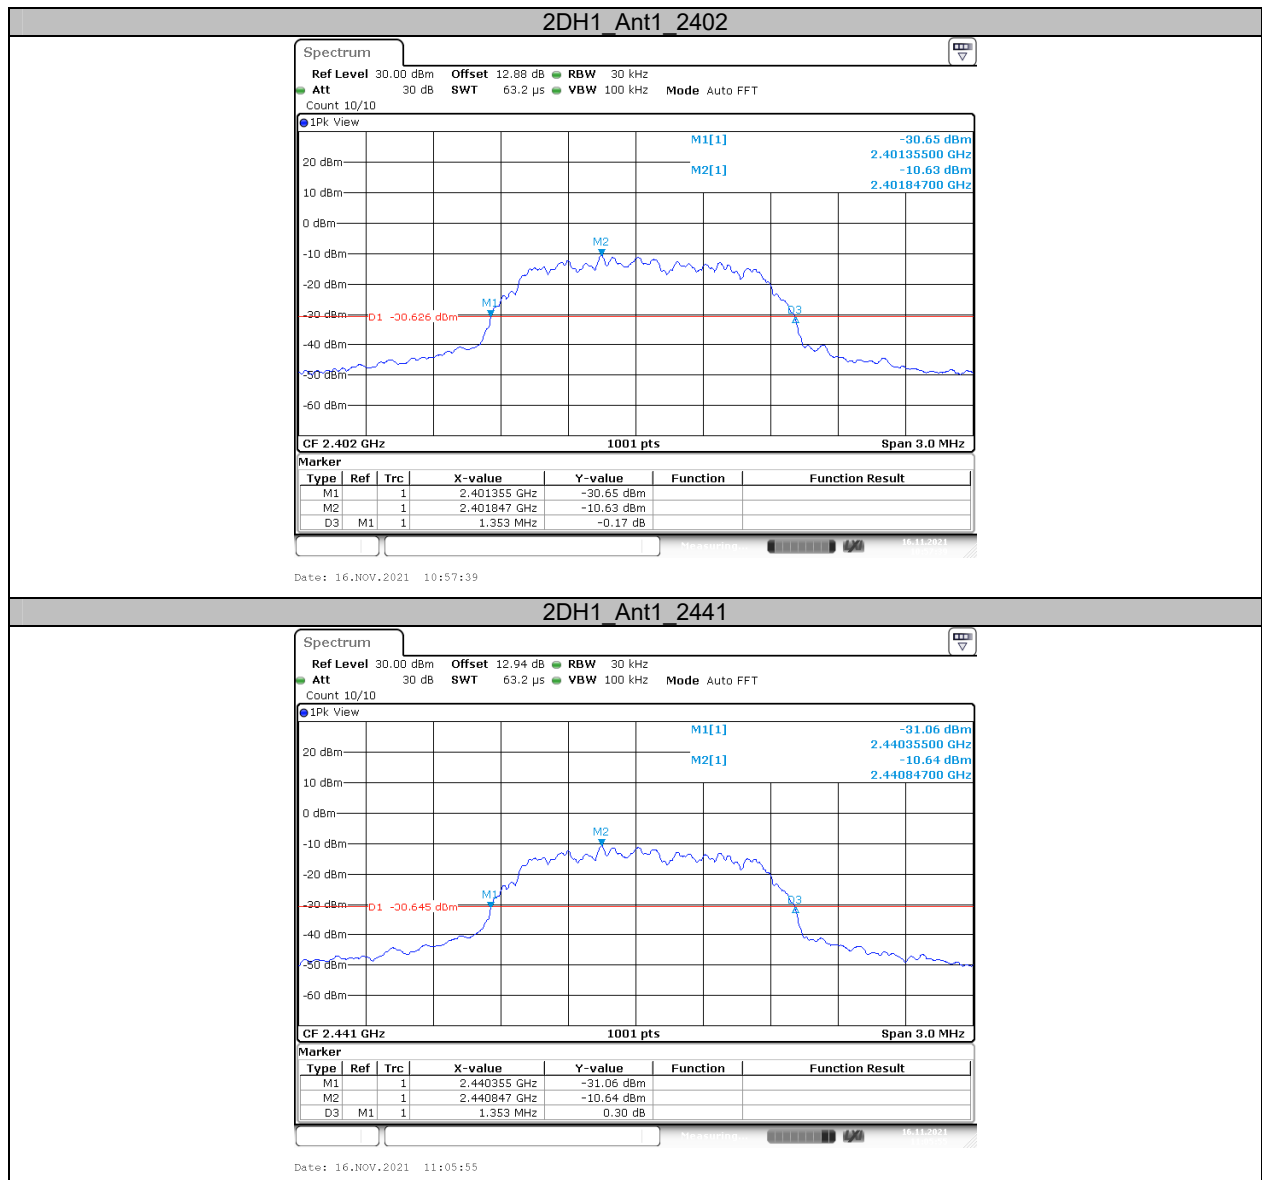 2DH1_Ant1_2402
Spectrum
Ref Level 30.00 dBm Offset 12.88 dB RBW 30 kHz
Att 30 dB SWT 63.2 µs VBW 100 kHz Mode Auto FFT
Count 10/10
1Pk View
M1[1] -30.65 dBm
2.40135500 GHz
20 dBm
M2[1] -10.63 dBm
2.40184700 GHz
10 dBm
0 dBm
M2
-10 dBm
-20 dBm
M1
D3
-30 dBm
D1 -30.626 dBm
-40 dBm
-50 dBm
-60 dBm
CF 2.402 GHz 1001 pts Span 3.0 MHz
Marker
Type Ref Trc X-value Y-value Function Function Result
M1 1 2.401355 GHz -30.65 dBm
M2 1 2.401847 GHz -10.63 dBm
D3 M1 1 1.353 MHz -0.17 dB
Measuring...
16.11.2021
Date: 16.NOV.2021 10:57:39
2DH1_Ant1_2441
Spectrum
Ref Level 30.00 dBm Offset 12.94 dB RBW 30 kHz
Att 30 dB SWT 63.2 µs VBW 100 kHz Mode Auto FFT
Count 10/10
1Pk View
M1[1] -31.06 dBm
2.44035500 GHz
20 dBm
M2[1] -10.64 dBm
2.44084700 GHz
10 dBm
0 dBm
M2
-10 dBm
-20 dBm
M1
D3
-30 dBm
D1 -30.645 dBm
-40 dBm
-50 dBm
-60 dBm
CF 2.441 GHz 1001 pts Span 3.0 MHz
Marker
Type Ref Trc X-value Y-value Function Function Result
M1 1 2.440355 GHz -31.06 dBm
M2 1 2.440847 GHz -10.64 dBm
D3 M1 1 1.353 MHz 0.30 dB
Measuring...
16.11.2021
Date: 16.NOV.2021 11:05:55